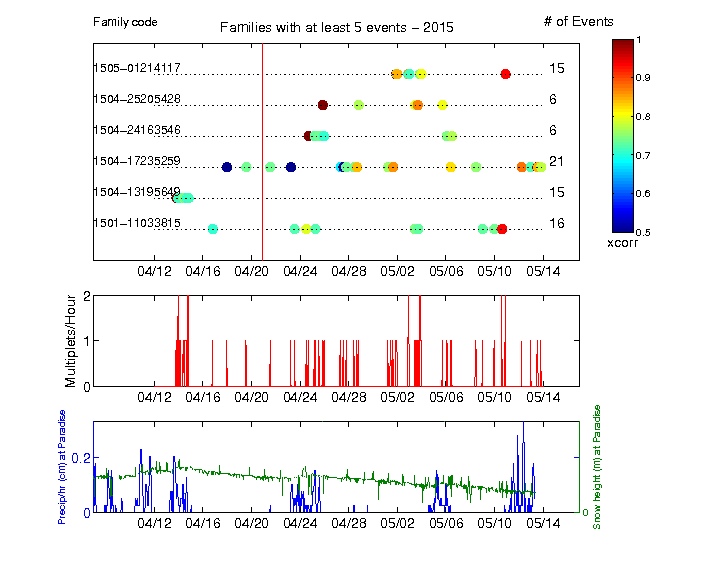 Family code
Families with at least 5 events − 2015
# of Events
1505−01214117 15
1504−25205428 6
1504−24163546 6
1504−17235259 21
1504−13195649 15
1501−11033815 16
04/12 04/16 04/20 04/24 04/28 05/02 05/06 05/10 05/14
1
0.9
0.8
0.7
0.6
0.5
xcorr
Multiplets/Hour
2
1
0
04/12 04/16 04/20 04/24 04/28 05/02 05/06 05/10 05/14
Precip/hr (cm) at Paradise
0.2
0
04/12 04/16 04/20 04/24 04/28 05/02 05/06 05/10 05/14
0
Snow height (m) at Paradise